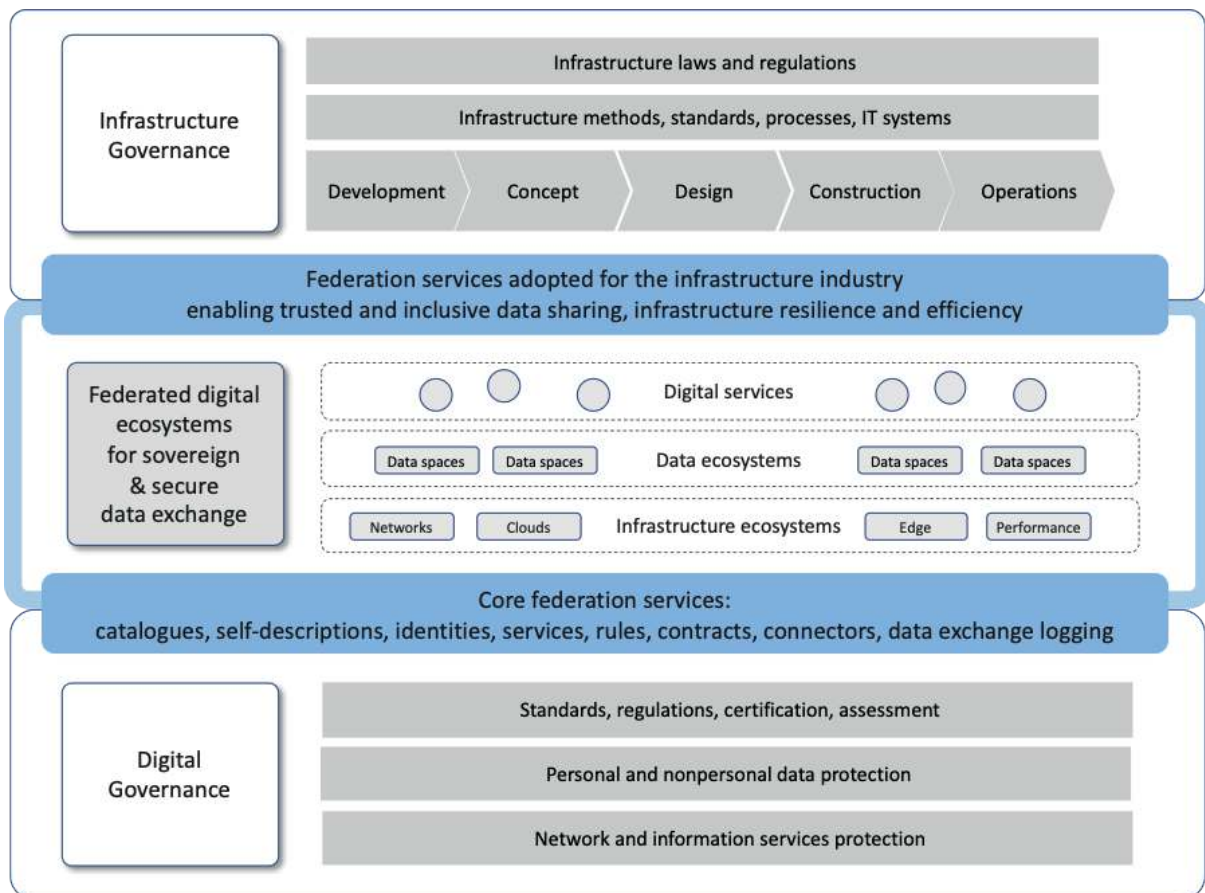 Infrastructure
Governance
Infrastructure laws and regulations
Infrastructure methods, standards, processes, IT systems
Development
Concept
Design
Construction
Operations
Federation services adopted for the infrastructure industry
enabling trusted and inclusive data sharing, infrastructure resilience and efficiency
Federated digital
ecosystems
for sovereign
& secure
data exchange
Digital services
Data spaces
Data spaces
Data ecosystems
Data spaces
Data spaces
Networks
Clouds
Infrastructure ecosystems
Edge
Performance
Core federation services:
catalogues, self-descriptions, identities, services, rules, contracts, connectors, data exchange logging
Digital
Governance
Standards, regulations, certification, assessment
Personal and nonpersonal data protection
Network and information services protection